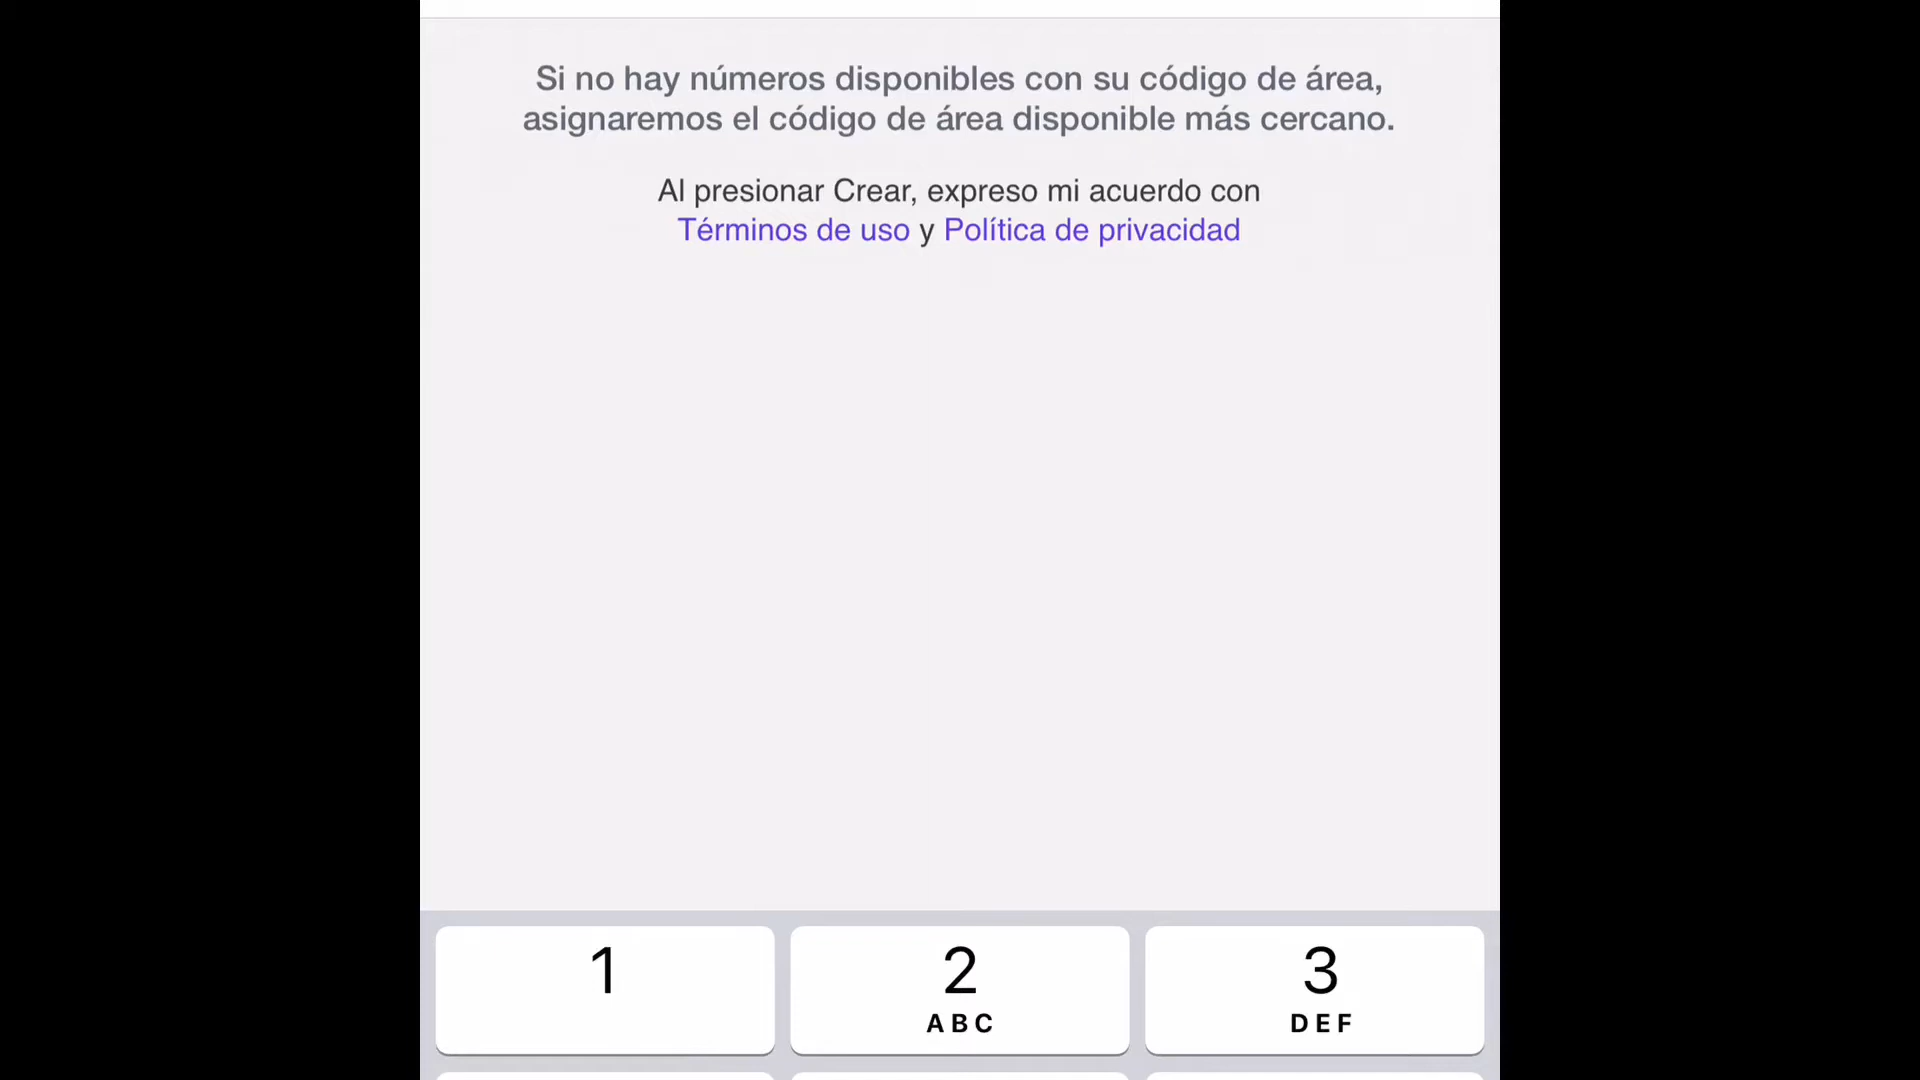 Si no hay números disponibles con su código de área,
asignaremos el código de área disponible más cercano.
Al presionar Crear, expreso mi acuerdo con
Términos de uso y Política de privacidad
1 2 3
ABC DEF